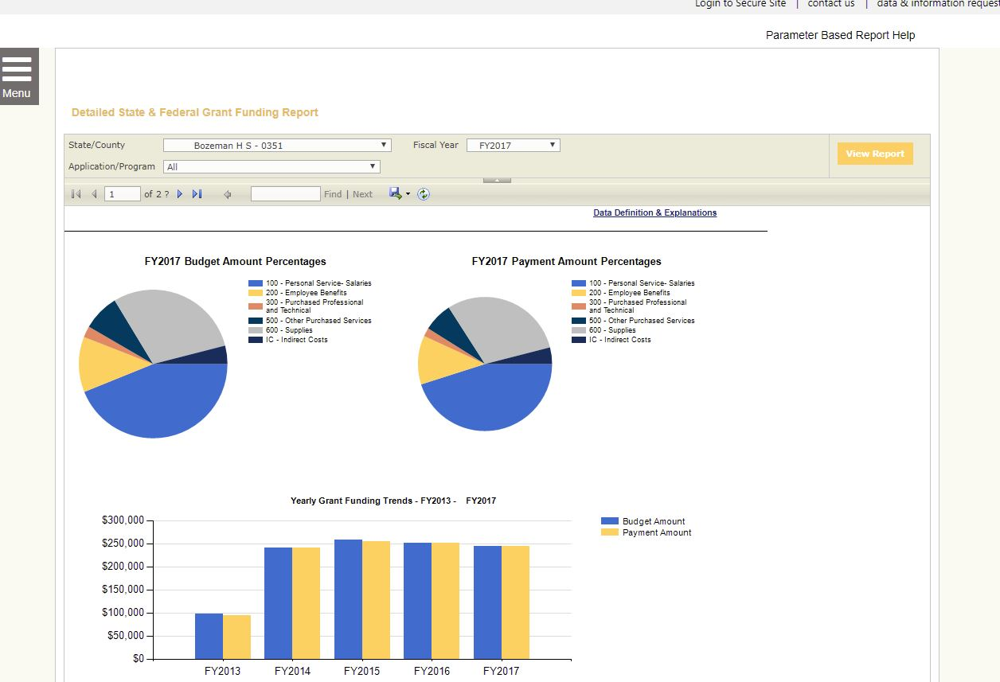 Login to Secure Site | contact us | data & information request
Parameter Based Report Help
Menu
Detailed State & Federal Grant Funding Report
State/County Bozeman H S - 0351 Fiscal Year FY2017
View Report
Application/Program All
1 of 2 ? Find | Next
Data Definition & Explanations
FY2017 Budget Amount Percentages
100 - Personal Service- Salaries
200 - Employee Benefits
300 - Purchased Professional
and Technical
500 - Other Purchased Services
600 - Supplies
IC - Indirect Costs
FY2017 Payment Amount Percentages
100 - Personal Service- Salaries
200 - Employee Benefits
300 - Purchased Professional
and Technical
500 - Other Purchased Services
600 - Supplies
IC - Indirect Costs
Yearly Grant Funding Trends - FY2013 - FY2017
$300,000
$250,000
$200,000
$150,000
$100,000
$50,000
$0
FY2013 FY2014 FY2015 FY2016 FY2017
Budget Amount
Payment Amount